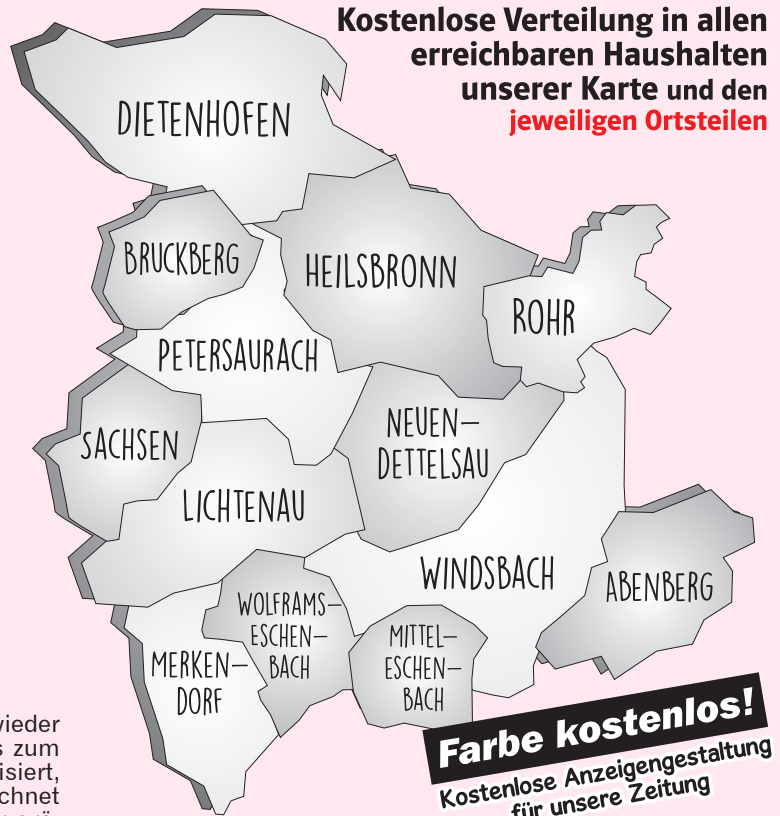 Kostenlose Verteilung in allen
erreichbaren Haushalten
unserer Karte und den
jeweiligen Ortsteilen
DIETENHOFEN
BRUCKBERG
HEILSBRONN
ROHR
PETERSAURACH
SACHSEN
NEUEN-
DETTELSAU
LICHTENAU
WINDSBACH
ABENBERG
WOLFRAMS-
ESCHEN-
BACH
MITTEL-
ESCHEN-
BACH
MERKEN-
DORF
wieder
zum
Farbe kostenlos!
Kostenlose Anzeigengestaltung
für unsere Zeitung